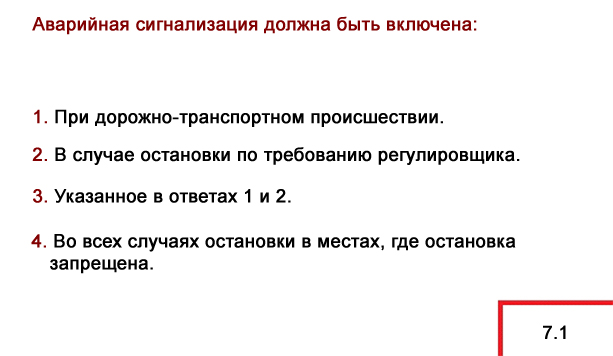 Аварийная сигнализация должна быть включена:
1. При дорожно-транспортном происшествии.
2. В случае остановки по требованию регулировщика.
3. Указанное в ответах 1 и 2.
4. Во всех случаях остановки в местах, где остановка
запрещена.
7.1